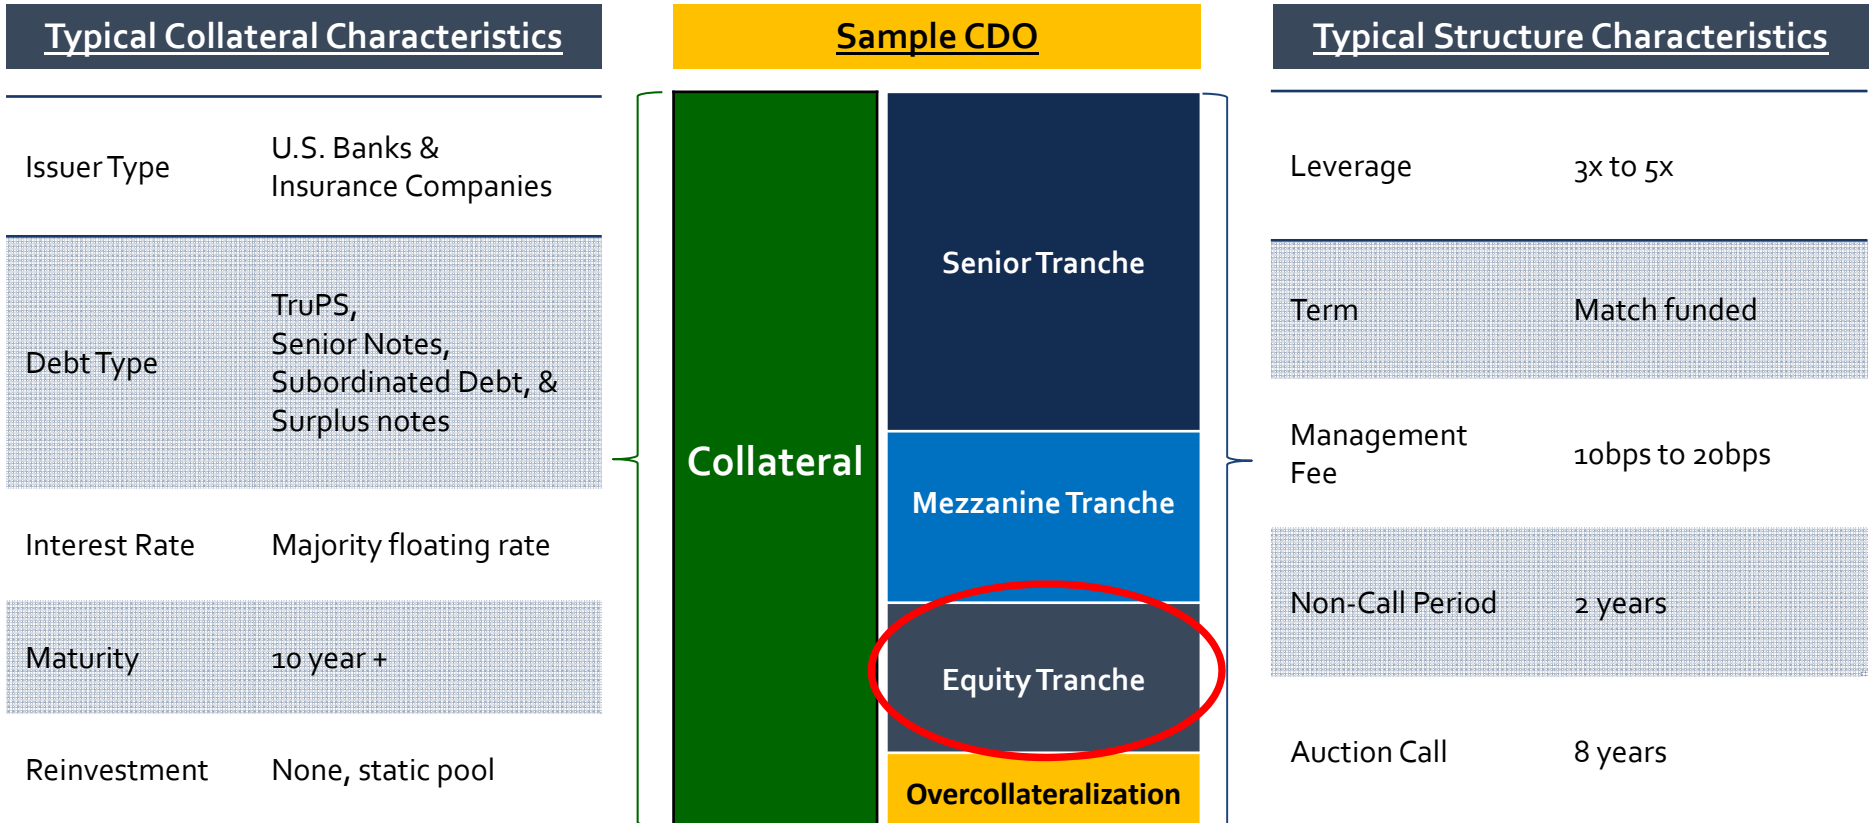 Typical Collateral Characteristics
Issuer Type
U.S. Banks &
Insurance Companies
Debt Type
TruPS,
Senior Notes,
Subordinated Debt, &
Surplus notes
Interest Rate
Majority floating rate
Maturity
10 year +
Reinvestment
None, static pool
Sample CDO
Collateral
Senior Tranche
Mezzanine Tranche
Equity Tranche
Overcollateralization
Typical Structure Characteristics
Leverage
3x to 5x
Term
Match funded
Management
Fee
10bps to 20bps
Non-Call Period
2 years
Auction Call
8 years